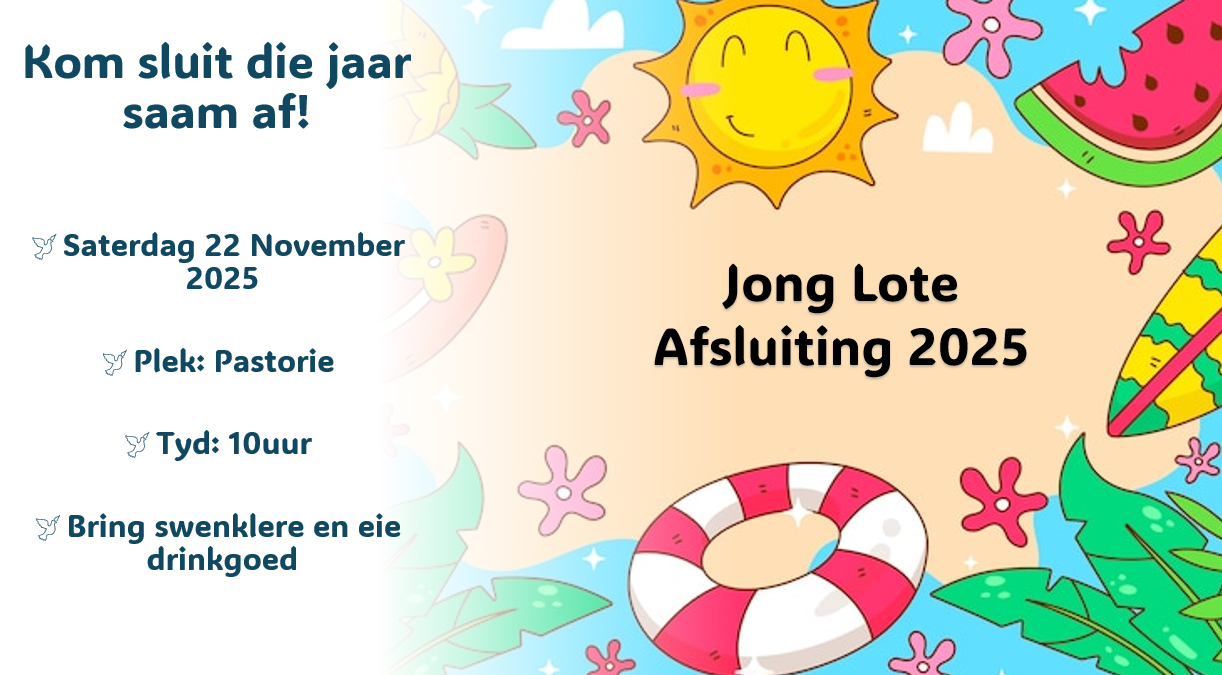 Kom sluit die jaar
saam af!
🕊 Saterdag 22 November
2025
🕊 Plek: Pastorie
🕊 Tyd: 10uur
🕊 Bring swenklere en eie
drinkgoed
Jong Lote
Afsluiting 2025